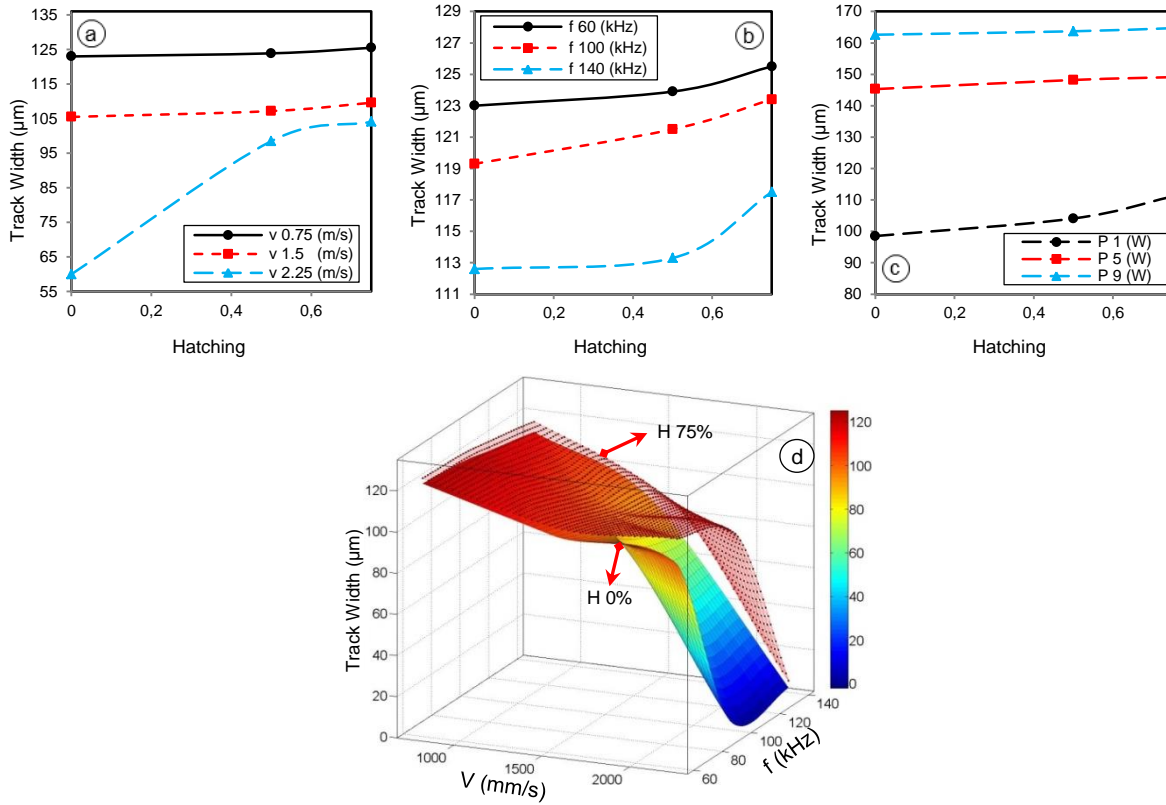 135
125
115
105
95
85
75
65
55
0
0,2
0,4
0,6
Track Width (µm)
Hatching
a
v 0.75 (m/s)
v 1.5 (m/s)
v 2.25 (m/s)
129
127
125
123
121
119
117
115
113
111
0
0,2
0,4
0,6
Track Width (µm)
Hatching
b
f 60 (kHz)
f 100 (kHz)
f 140 (kHz)
170
160
150
140
130
120
110
100
90
80
0
0,2
0,4
0,6
Track Width (µm)
Hatching
c
P 1 (W)
P 5 (W)
P 9 (W)
d
H 75%
H 0%
120
100
80
60
40
20
0
Track Width (µm)
1000
1500
2000
V (mm/s)
60
80
100
120
140
f (kHz)
120
100
80
60
40
20
0